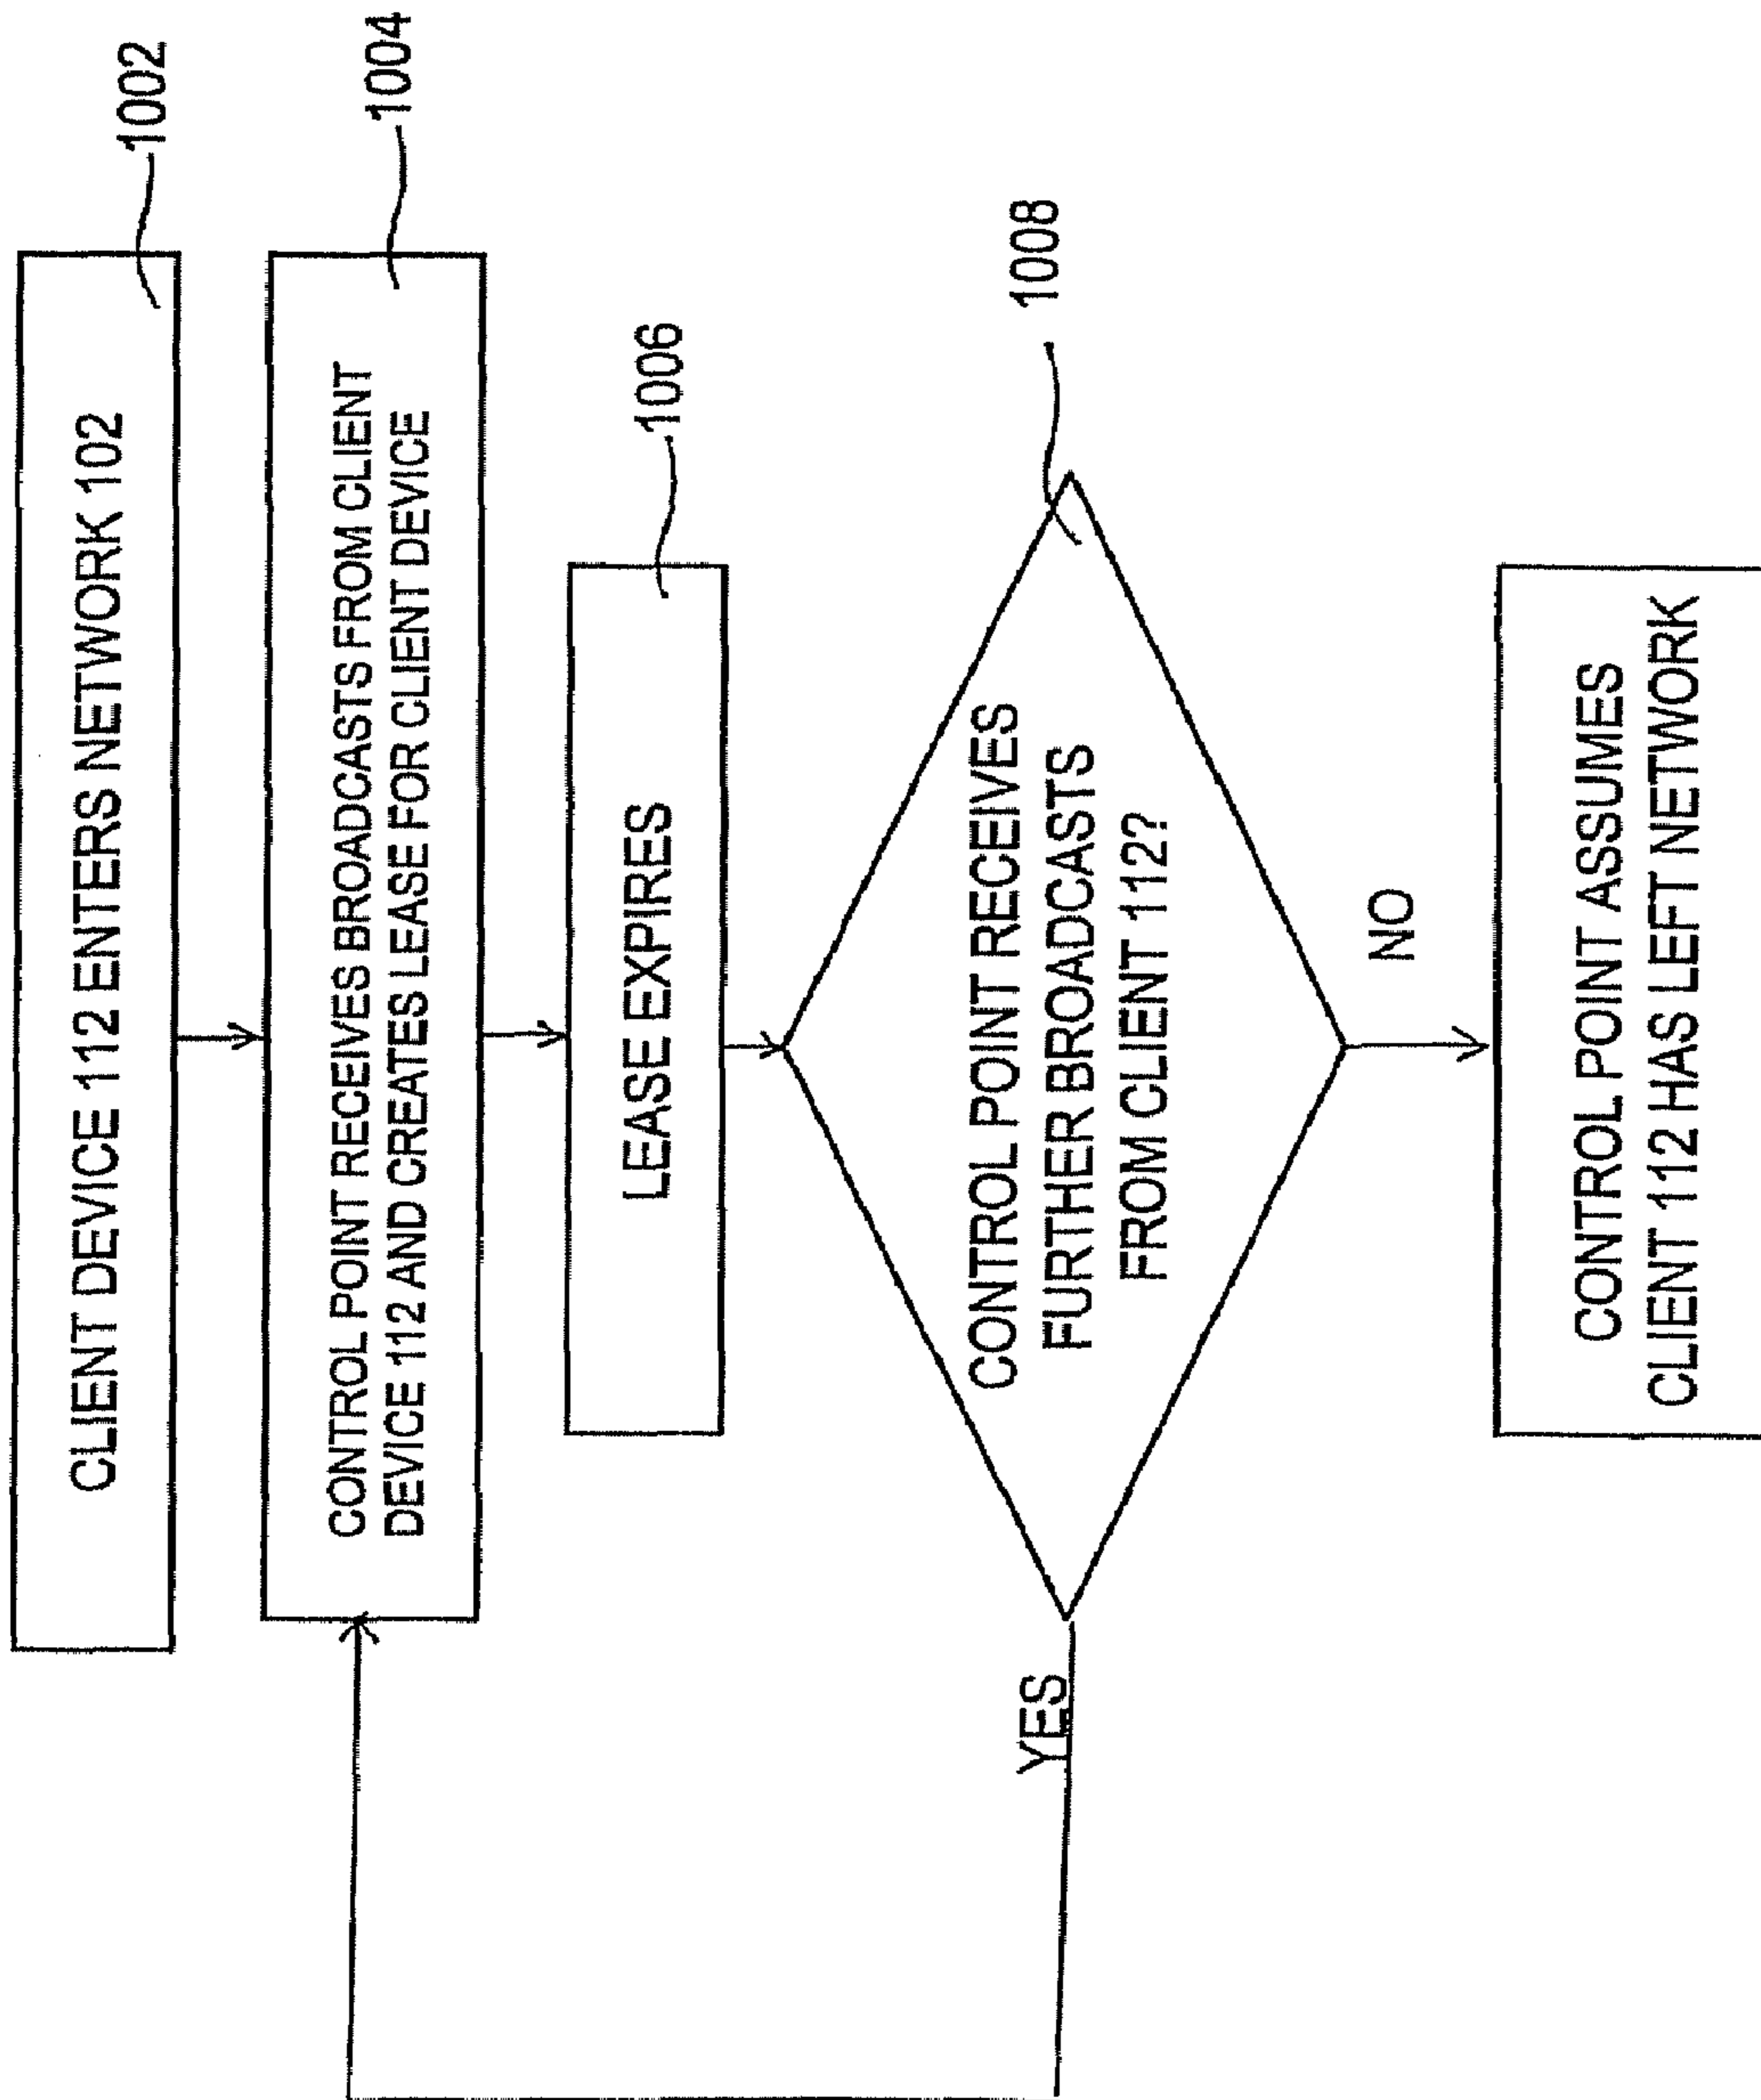 CLIENT DEVICE 112 ENTERS NETWORK 102
1002
CONTROL POINT RECEIVES BROADCASTS FROM CLIENT
DEVICE 112 AND CREATES LEASE FOR CLIENT DEVICE
1004
LEASE EXPIRES
1006
CONTROL POINT RECEIVES
FURTHER BROADCASTS
FROM CLIENT 112?
1008
YES
NO
CONTROL POINT ASSUMES
CLIENT 112 HAS LEFT NETWORK